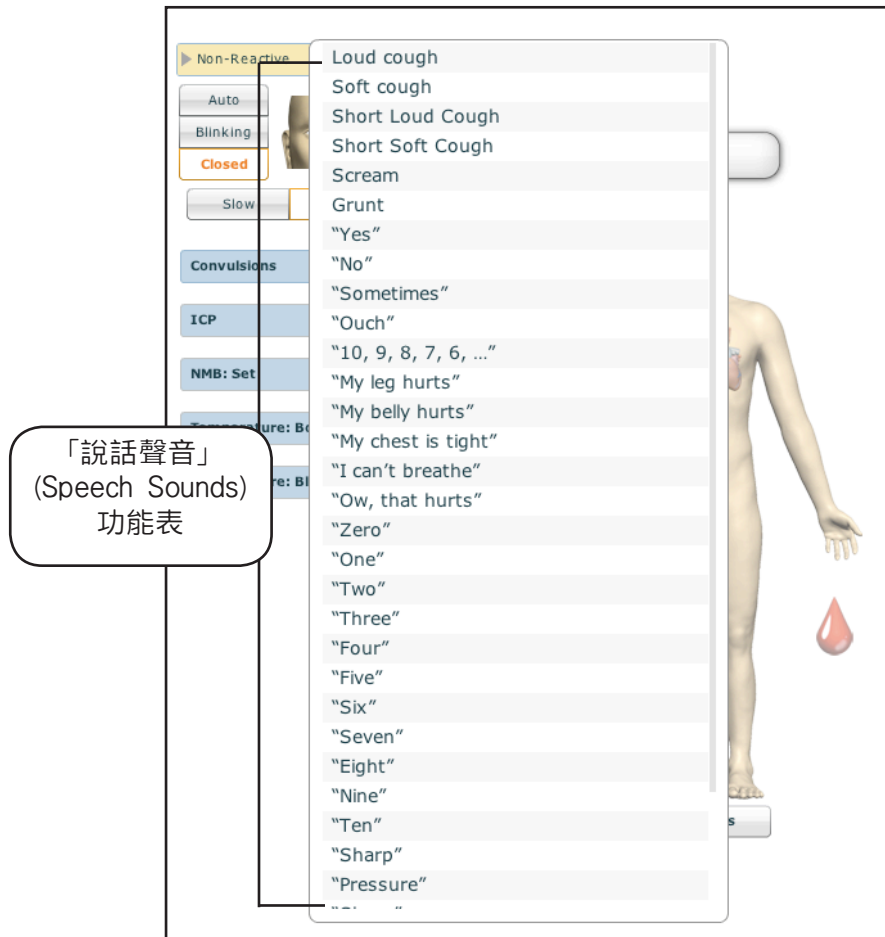 Non-Reactive
Auto
Blinking
Closed
Slow
Convulsions
ICP
NMB: Set
「說話聲音」
(Speech Sounds)
功能表
Loud cough
Soft cough
Short Loud Cough
Short Soft Cough
Scream
Grunt
“Yes”
“No”
“Sometimes”
“Ouch”
“10, 9, 8, 7, 6, …”
“My leg hurts”
“My belly hurts”
“My chest is tight”
“I can’t breathe”
“Ow, that hurts”
“Zero”
“One”
“Two”
“Three”
“Four”
“Five”
“Six”
“Seven”
“Eight”
“Nine”
“Ten”
“Sharp”
“Pressure”